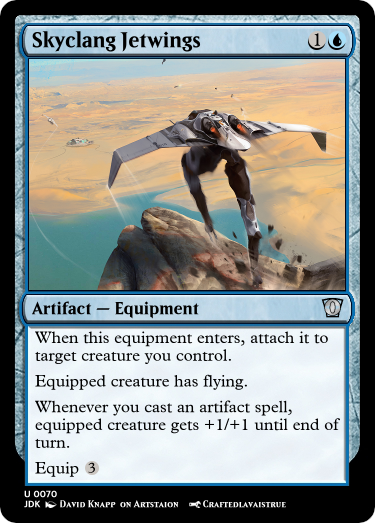 Skyclang Jetwings 1
Artifact — Equipment
When this equipment enters, attach it to
target creature you control.
Equipped creature has flying.
Whenever you cast an artifact spell,
equipped creature gets +1/+1 until end of
turn.
Equip 3
U 0070
JDK David Knapp on Artstaion Craftedlavaistrue